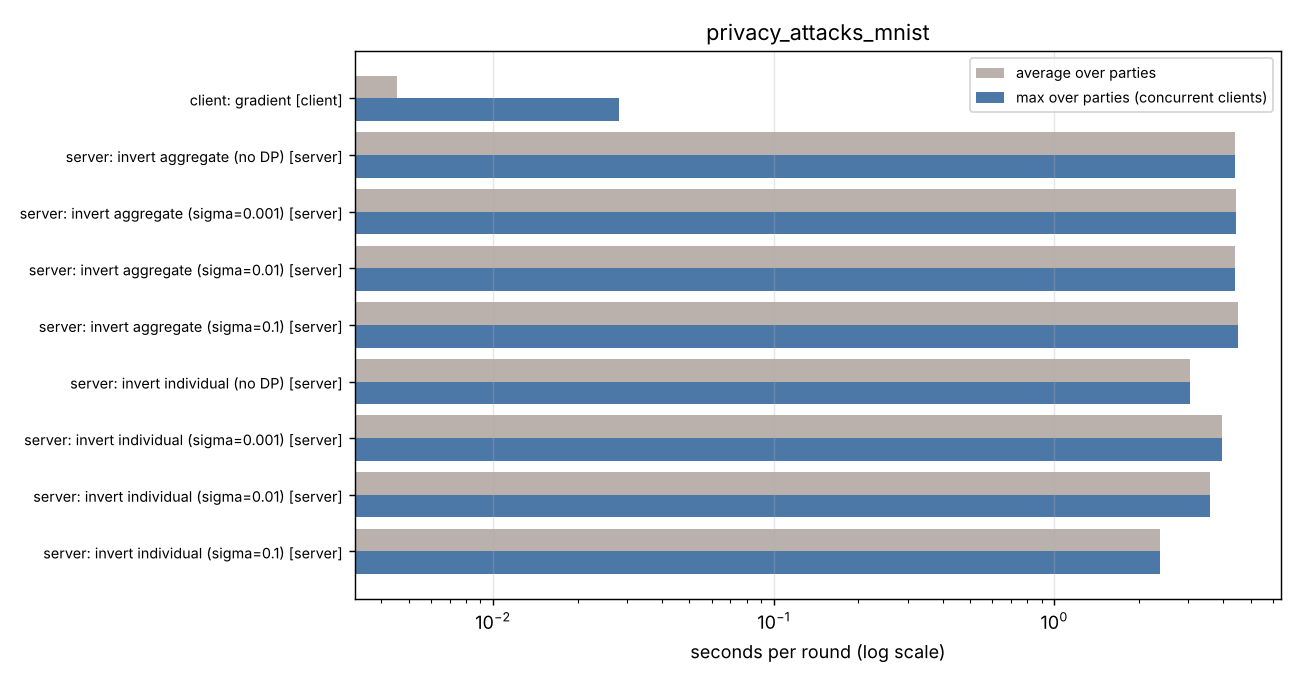 privacy_attacks_mnist
average over parties
max over parties (concurrent clients)
client: gradient [client]
server: invert aggregate (no DP) [server]
server: invert aggregate (sigma=0.001) [server]
server: invert aggregate (sigma=0.01) [server]
server: invert aggregate (sigma=0.1) [server]
server: invert individual (no DP) [server]
server: invert individual (sigma=0.001) [server]
server: invert individual (sigma=0.01) [server]
server: invert individual (sigma=0.1) [server]
10⁻² 10⁻¹ 10⁰
seconds per round (log scale)